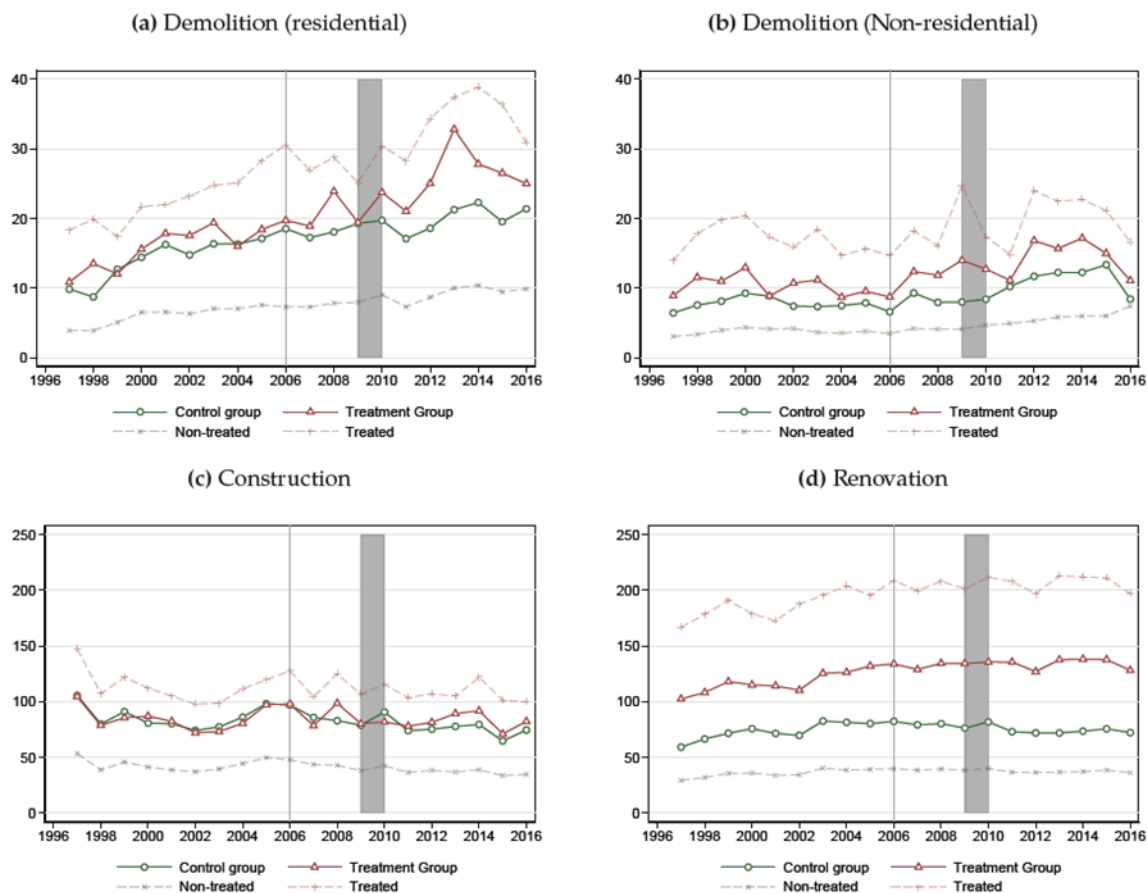 (a) Demolition (residential)
40
30
20
10
0
1996 1998 2000 2002 2004 2006 2008 2010 2012 2014 2016
Control group Treatment Group
Non-treated Treated
(b) Demolition (Non-residential)
40
30
20
10
0
1996 1998 2000 2002 2004 2006 2008 2010 2012 2014 2016
Control group Treatment Group
Non-treated Treated
(c) Construction
250
200
150
100
50
0
1996 1998 2000 2002 2004 2006 2008 2010 2012 2014 2016
Control group Treatment Group
Non-treated Treated
(d) Renovation
250
200
150
100
50
0
1996 1998 2000 2002 2004 2006 2008 2010 2012 2014 2016
Control group Treatment Group
Non-treated Treated